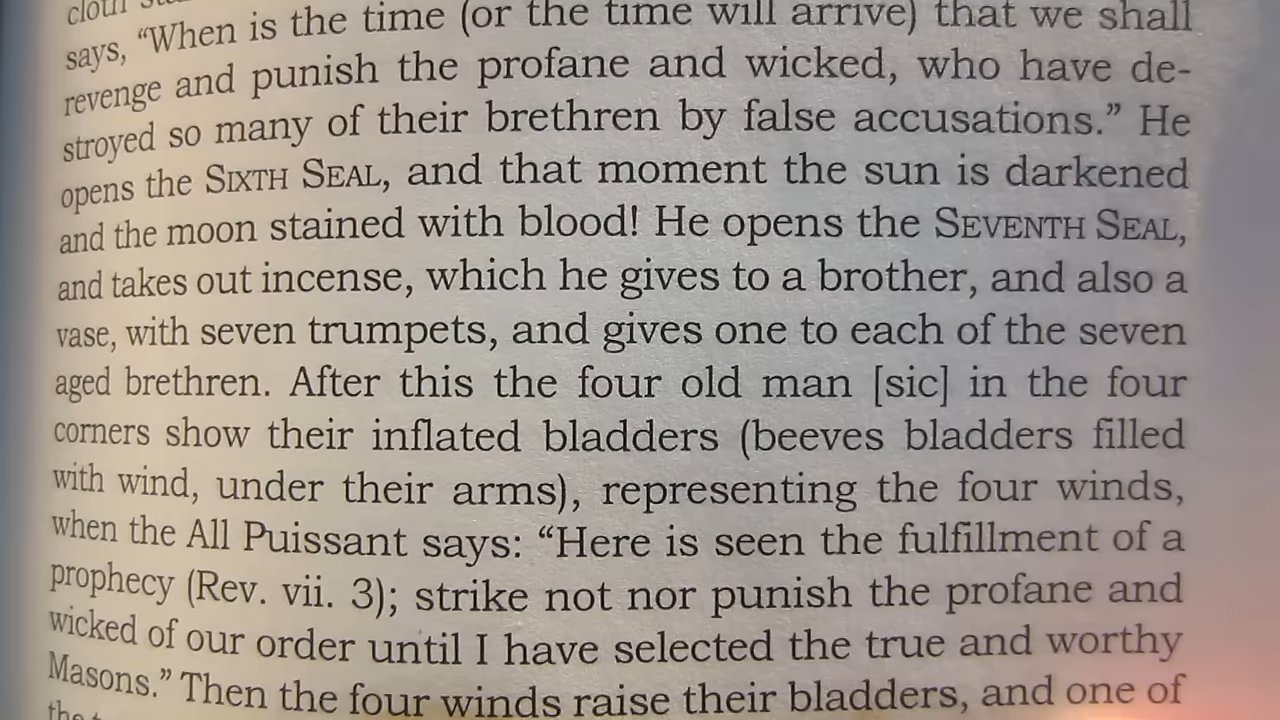 cloth
says, “When is the time (or the time will arrive) that we shall
revenge and punish the profane and wicked, who have de-
stroyed so many of their brethren by false accusations.” He
opens the SIXTH SEAL, and that moment the sun is darkened
and the moon stained with blood! He opens the SEVENTH SEAL,
and takes out incense, which he gives to a brother, and also a
vase, with seven trumpets, and gives one to each of the seven
aged brethren. After this the four old man [sic] in the four
corners show their inflated bladders (beeves bladders filled
with wind, under their arms), representing the four winds,
when the All Puissant says: “Here is seen the fulfillment of a
prophecy (Rev. vii. 3); strike not nor punish the profane and
wicked of our order until I have selected the true and worthy
Masons.” Then the four winds raise their bladders, and one of
the